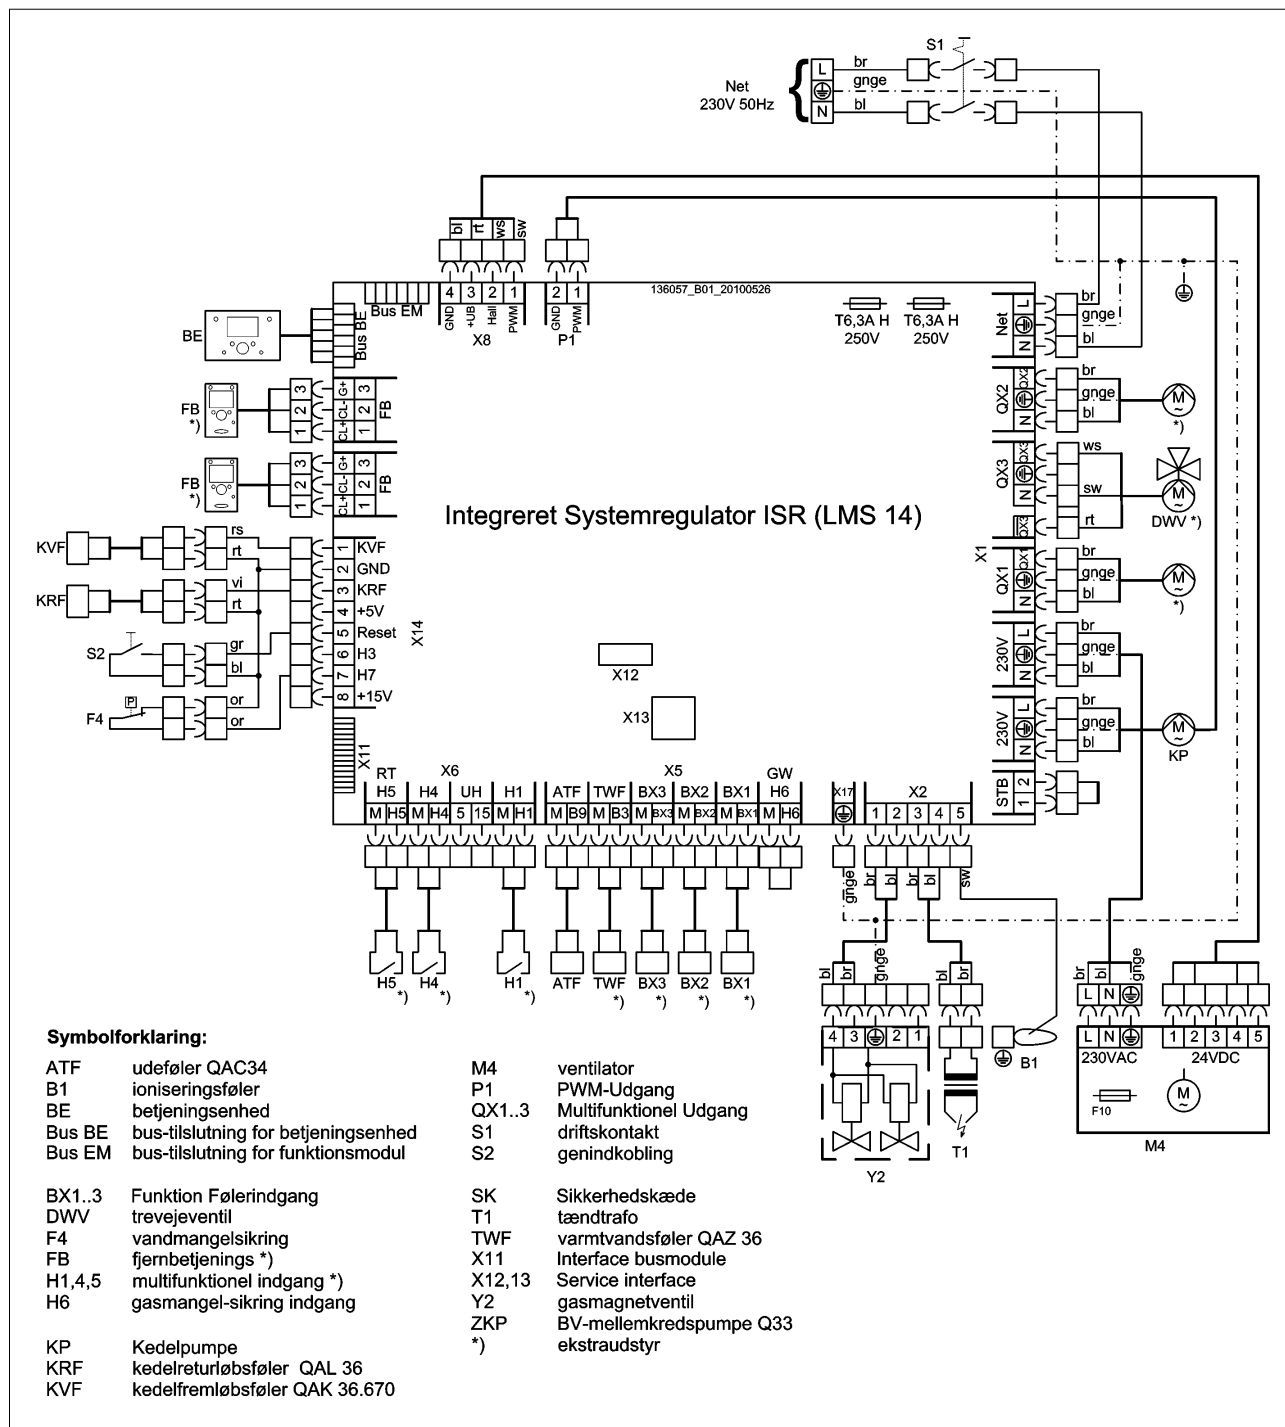 S1
Net
230V 50Hz
L
N
br
gnge
bl
bl
rt
ws
sw
4 3 2 1
GND
+UB
Hall
PWM
X8
2 1
GND
PWM
P1
136057_B01_20100526
T6,3A H
250V
T6,3A H
250V
Bus EM
Bus BE
BE
FB
*)
3
2
1
G+
CL-
CL+
3
2
1
FB
FB
*)
3
2
1
G+
CL-
CL+
3
2
1
FB
Integreret Systemregulator ISR (LMS 14)
KVF
rs
rt
KRF
vi
rt
S2
gr
bl
F4
P
or
or
1 KVF
2 GND
3 KRF
4 +5V
5 Reset
6 H3
7 H7
8 +15V
X14
X11
X12
X13
Net
L
N
br
gnge
bl
QX2
QX2
N
br
gnge
bl
M
~
*)
QX3
QX3
N
QX3
ws
sw
rt
M
~
DWV *)
X1
QX1
QX1
N
br
gnge
bl
M
~
*)
230V
L
N
br
gnge
bl
230V
L
N
br
gnge
bl
M
~
KP
STB
1 2
X6
RT
H5 H4 UH H1
M H5 M H4 5 15 M H1
X5
ATF TWF BX3 BX2 BX1
M B9 M B3 M BX3 M BX2 M BX1
GW
H6
M H6
X17
X2
1 2 3 4 5
gnge
br
bl
br
bl
sw
H5 *)
H4 *)
H1 *)
ATF
TWF *)
BX3 *)
BX2 *)
BX1 *)
bl
br
gnge
4 3 2 1
Y2
bl
br
T1
B1
br
bl
gnge
L N
L N
230VAC
1 2 3 4 5
24VDC
F10
M
~
M4
Symbolforklaring:
ATF udeføler QAC34
B1 ioniseringsføler
BE betjeningsenhed
Bus BE bus-tilslutning for betjeningsenhed
Bus EM bus-tilslutning for funktionsmodul
BX1..3 Funktion Følerindgang
DWV trevejeventil
F4 vandmangelsikring
FB fjernbetjenings *)
H1,4,5 multifunktionel indgang *)
H6 gasmangel-sikring indgang
KP Kedelpumpe
KRF kedelreturløbsføler QAL 36
KVF kedelfremløbsføler QAK 36.670
M4 ventilator
P1 PWM-Udgang
QX1..3 Multifunktionel Udgang
S1 driftskontakt
S2 genindkobling
SK Sikkerhedskæde
T1 tændtrafo
TWF varmtvandsføler QAZ 36
X11 Interface busmodule
X12,13 Service interface
Y2 gasmagnetventil
ZKP BV-mellemkredspumpe Q33
*) ekstraudstyr